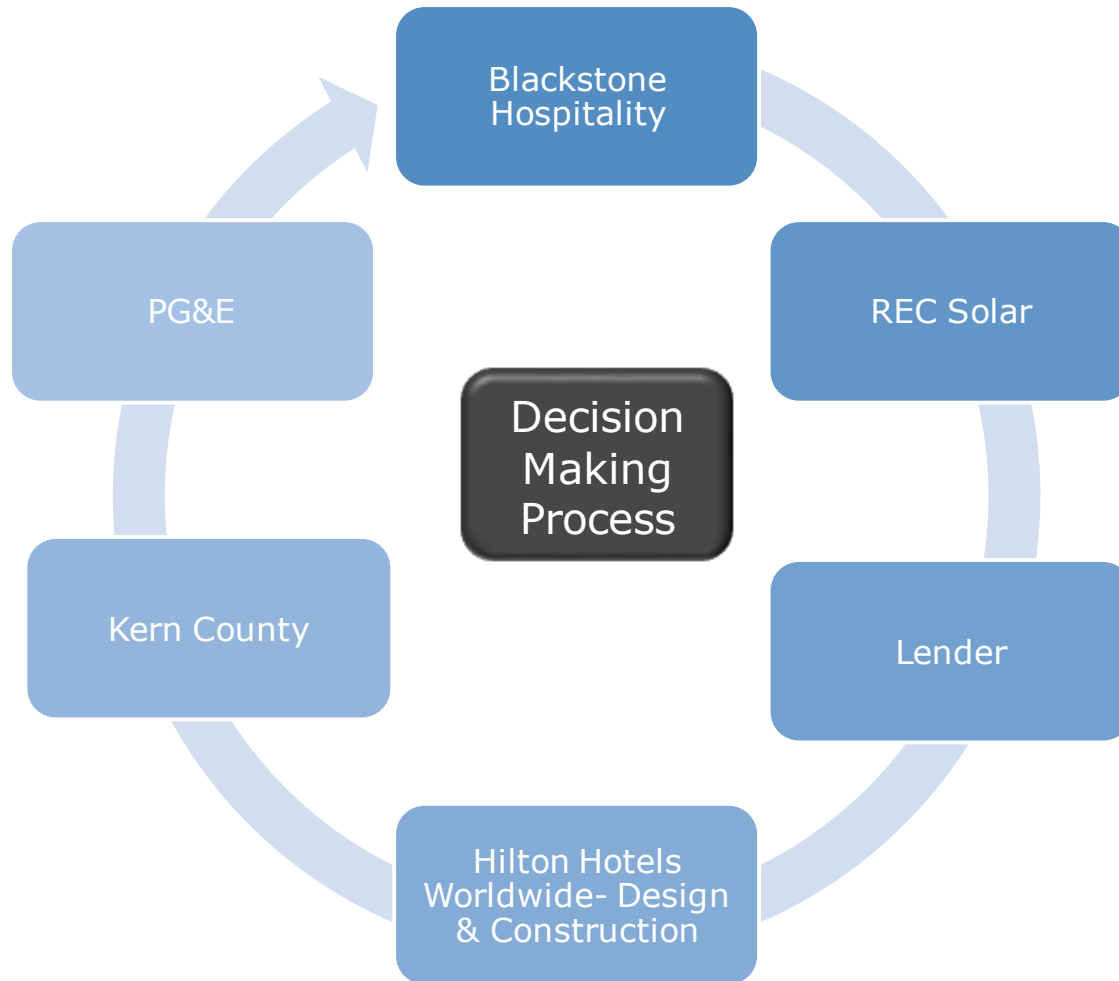 Blackstone
Hospitality
PG&E
REC Solar
Decision
Making
Process
Kern County
Lender
Hilton Hotels
Worldwide- Design
& Construction